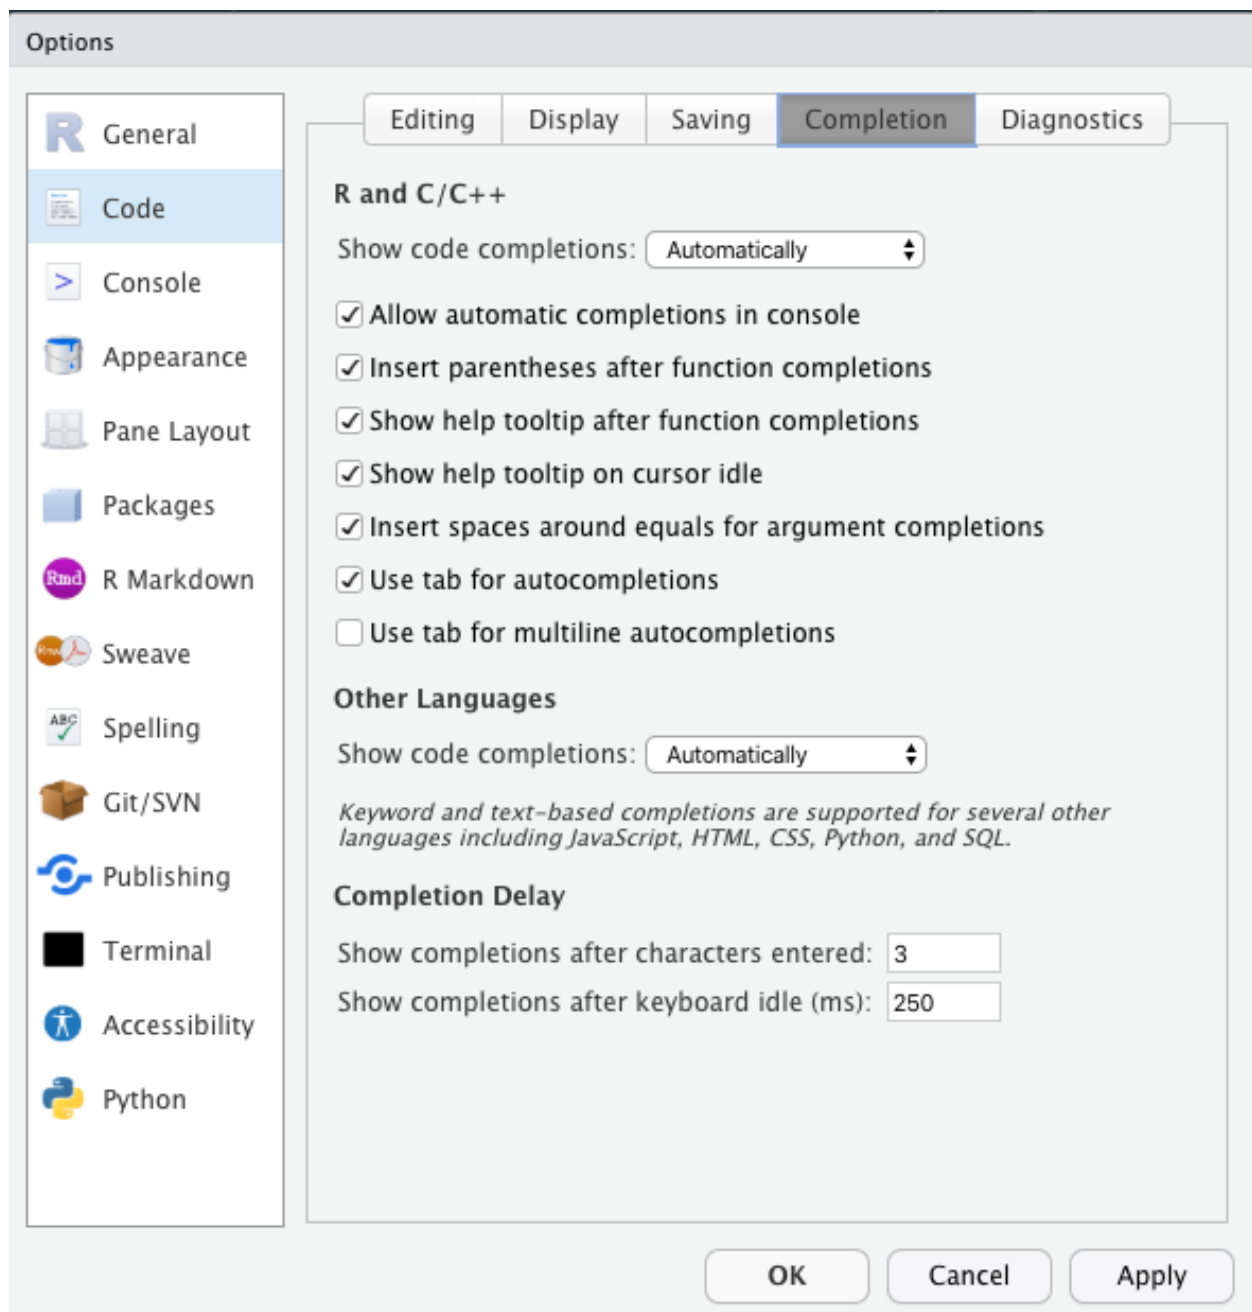 Options
General
Code
Console
Appearance
Pane Layout
Packages
Rmd R Markdown
Sweave
ABC Spelling
Git/SVN
Publishing
Terminal
Accessibility
Python
Editing Display Saving Completion Diagnostics
R and C/C++
Show code completions: Automatically
Allow automatic completions in console
Insert parentheses after function completions
Show help tooltip after function completions
Show help tooltip on cursor idle
Insert spaces around equals for argument completions
Use tab for autocompletions
Use tab for multiline autocompletions
Other Languages
Show code completions: Automatically
Keyword and text-based completions are supported for several other
languages including JavaScript, HTML, CSS, Python, and SQL.
Completion Delay
Show completions after characters entered: 3
Show completions after keyboard idle (ms): 250
OK Cancel Apply